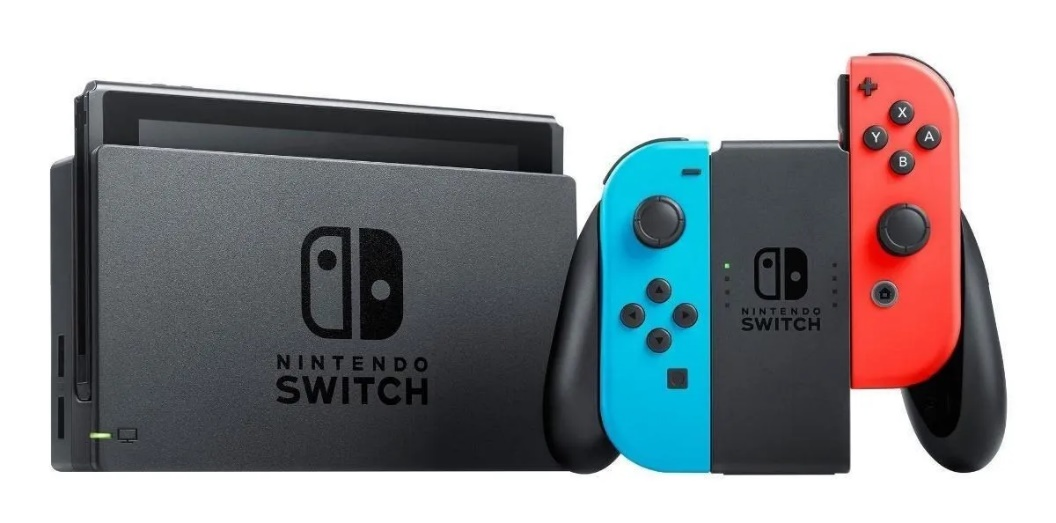 NINTENDO
SWITCH
NINTENDO
SWITCH
X
Y
A
B